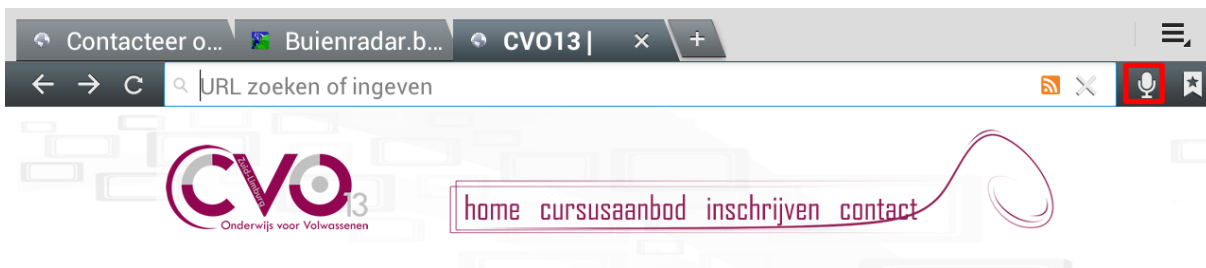 Contacteer o... Buienradar.b... CVO13 | × +
URL zoeken of ingeven
Zuid-Limburg
CVO 13
Onderwijs voor Volwassenen
home cursusaanbod inschrijven contact